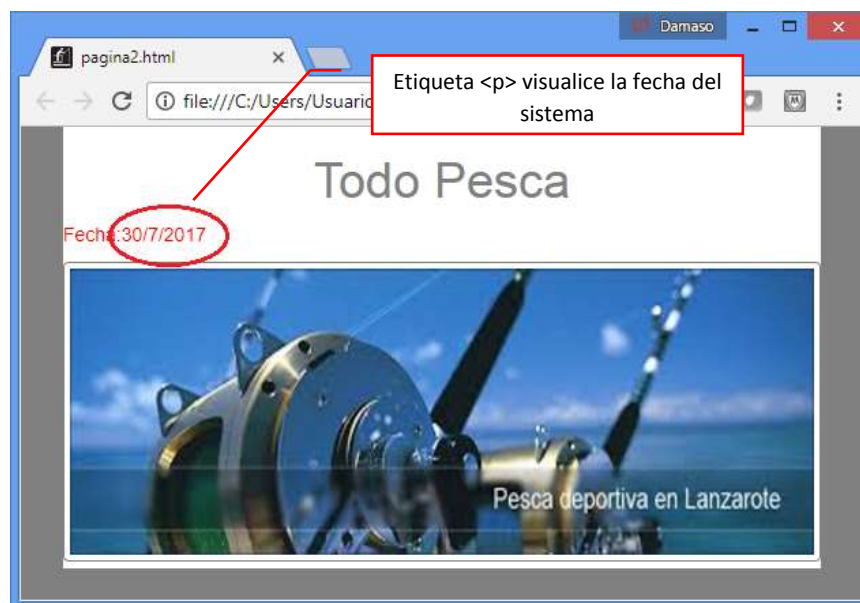 Damaso
pagina2.html
Etiqueta <p> visualice la fecha del
sistema
file:///C:/Users/Usuario
Todo Pesca
Fecha:30/7/2017
Pesca deportiva en Lanzarote